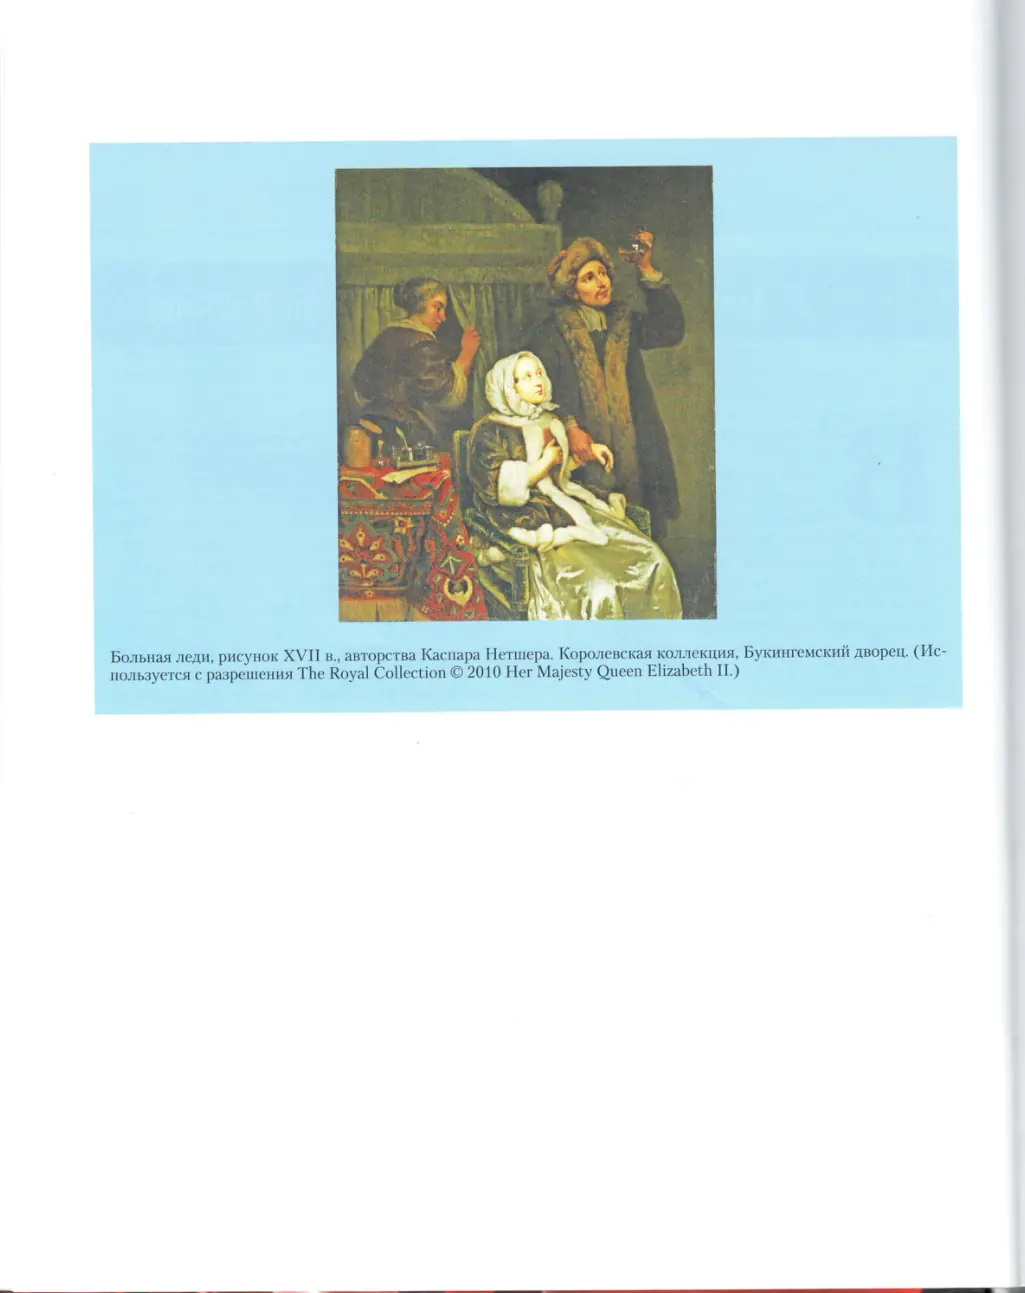 Больная леди, рисунок XVII в., авторства Каспара Нетшера. Королевская коллекция, Букингемский дворец. (Ис-
пользуется с разрешения The Royal Collection © 2010 Her Majesty Queen Elizabeth II.)